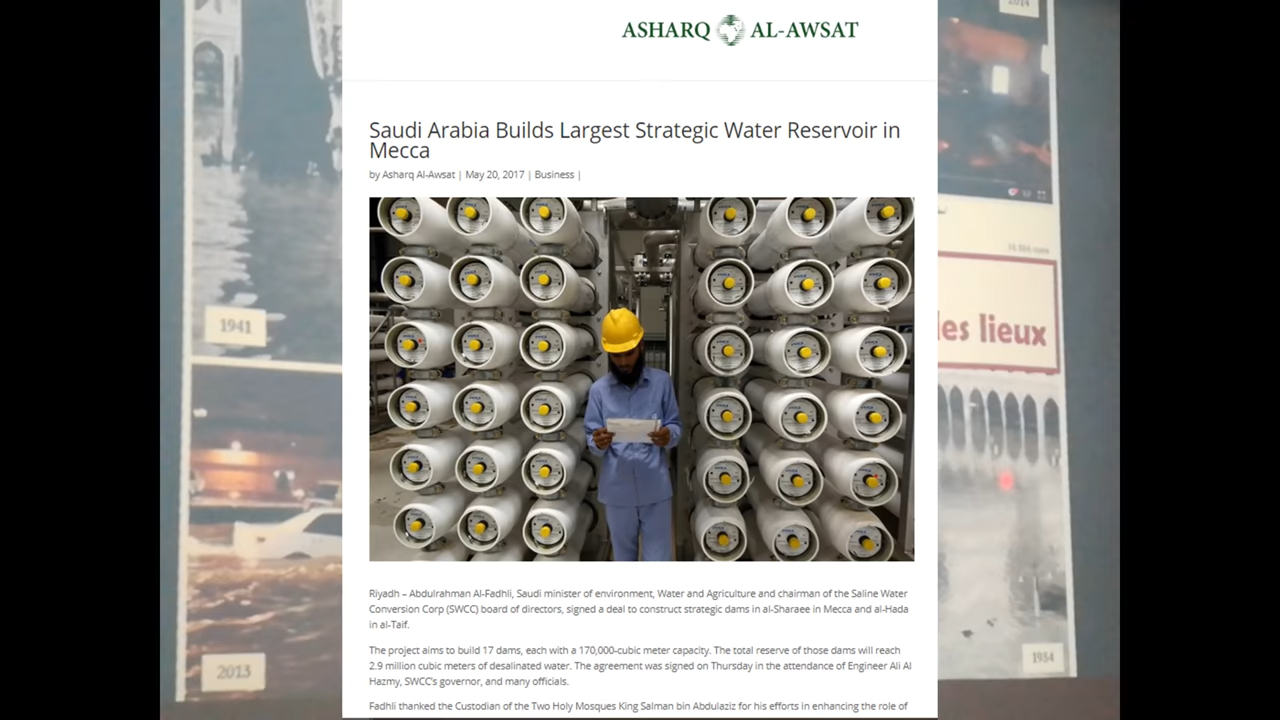 2014
ASHARQ AL-AWSAT
Saudi Arabia Builds Largest Strategic Water Reservoir in
Mecca
by Asharq Al-Awsat | May 20, 2017 | Business |
1941
les lieux
Riyadh – Abdulrahman Al-Fadhli, Saudi minister of environment, Water and Agriculture and chairman of the Saline Water
Conversion Corp (SWCC) board of directors, signed a deal to construct strategic dams in al-Sharaee in Mecca and al-Hada
in al-Taif.
The project aims to build 17 dams, each with a 170,000-cubic meter capacity. The total reserve of those dams will reach
2.9 million cubic meters of desalinated water. The agreement was signed on Thursday in the attendance of Engineer Ali Al
Hazmy, SWCC's governor, and many officials.
2013
1984
Fadhli thanked the Custodian of the Two Holy Mosques King Salman bin Abdulaziz for his efforts in enhancing the role of